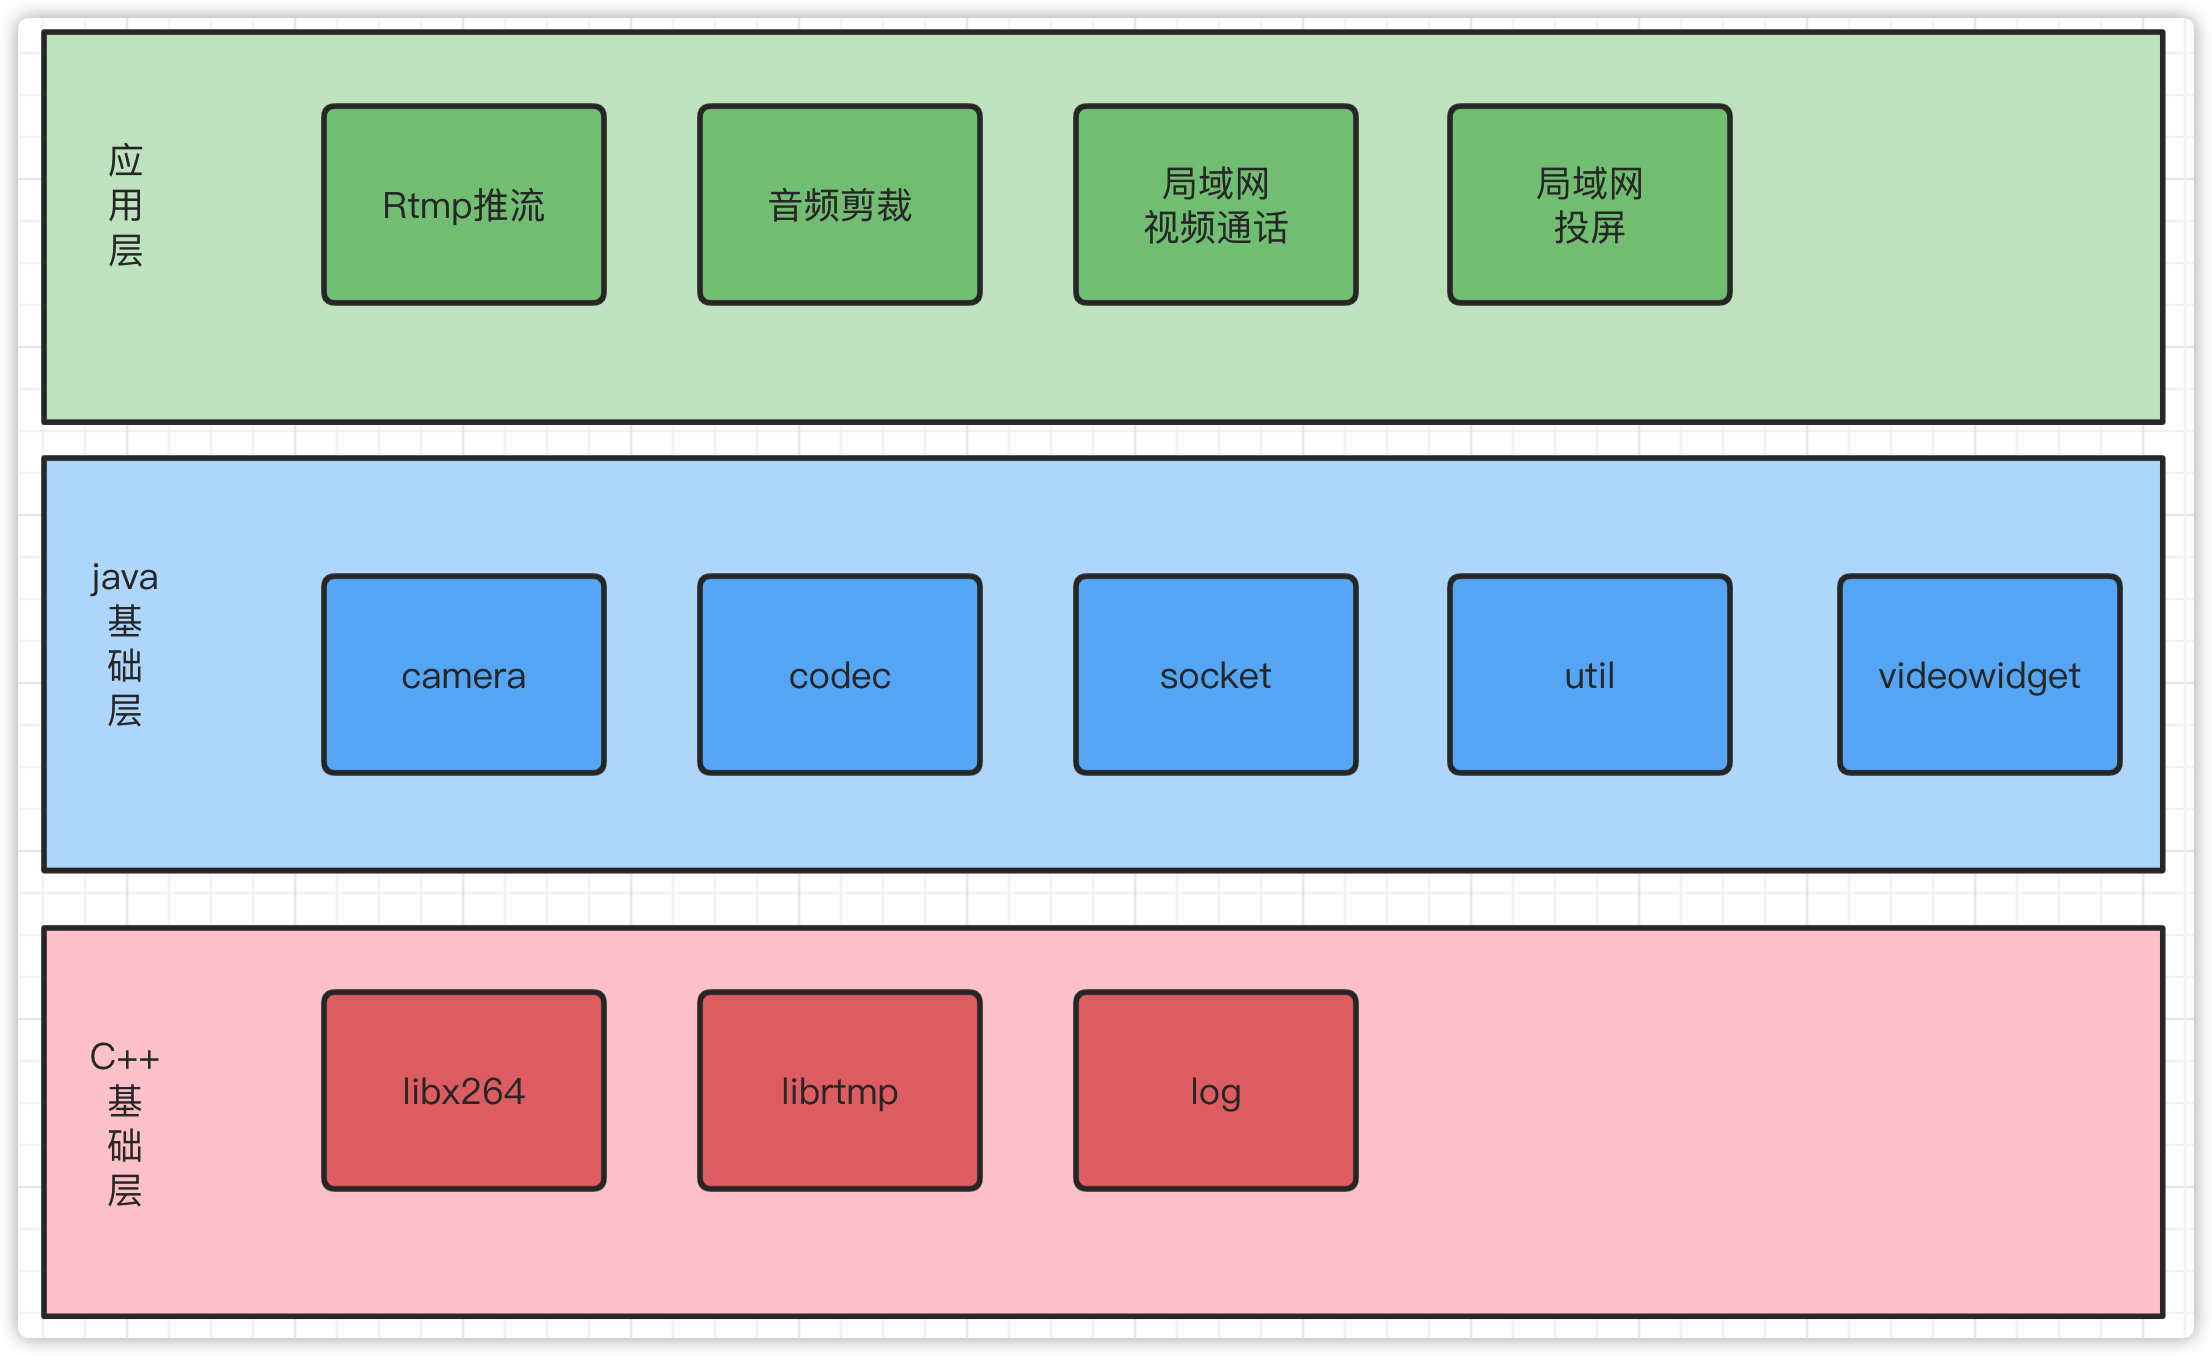 应
用
层
Rtmp推流
音频剪裁
局域网
视频通话
局域网
投屏
java
基
础
层
camera
codec
socket
util
videowidget
C++
基
础
层
libx264
librtmp
log